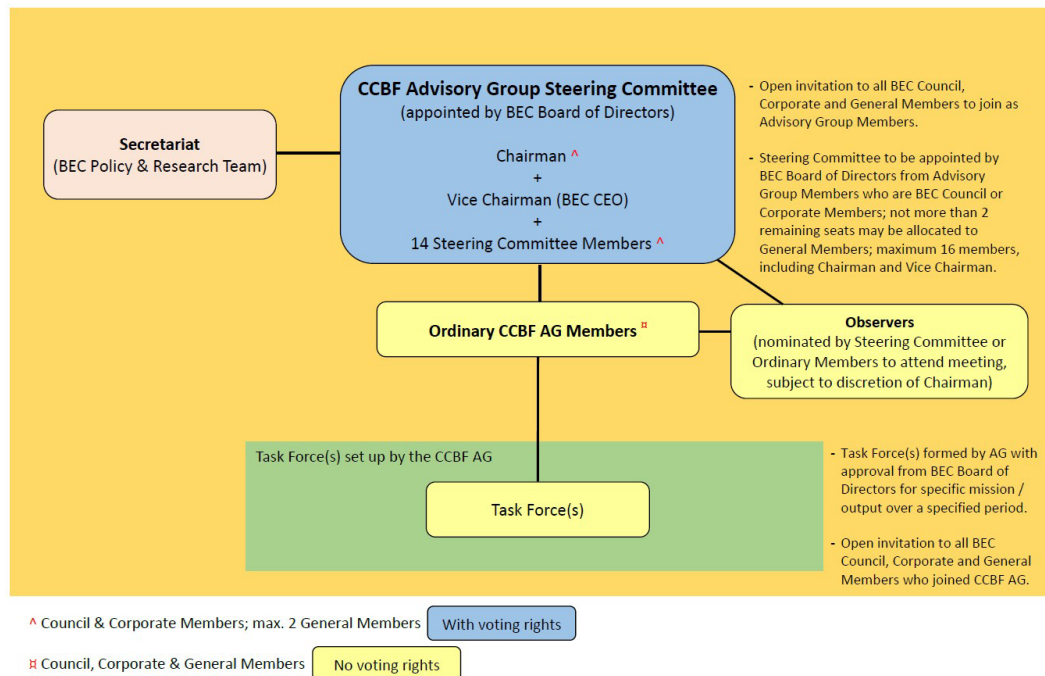 CCBF Advisory Group Steering Committee
(appointed by BEC Board of Directors)
Chairman ^
+
Vice Chairman (BEC CEO)
+
14 Steering Committee Members ^
Secretariat
(BEC Policy & Research Team)
- Open invitation to all BEC Council,
Corporate and General Members to join as
Advisory Group Members.
- Steering Committee to be appointed by
BEC Board of Directors from Advisory
Group Members who are BEC Council or
Corporate Members; not more than 2
remaining seats may be allocated to
General Members; maximum 16 members,
including Chairman and Vice Chairman.
Ordinary CCBF AG Members ¤
Observers
(nominated by Steering Committee or
Ordinary Members to attend meeting,
subject to discretion of Chairman)
Task Force(s) set up by the CCBF AG
Task Force(s)
- Task Force(s) formed by AG with
approval from BEC Board of
Directors for specific mission /
output over a specified period.
- Open invitation to all BEC
Council, Corporate and General
Members who joined CCBF AG.
^ Council & Corporate Members; max. 2 General Members
With voting rights
¤ Council, Corporate & General Members
No voting rights